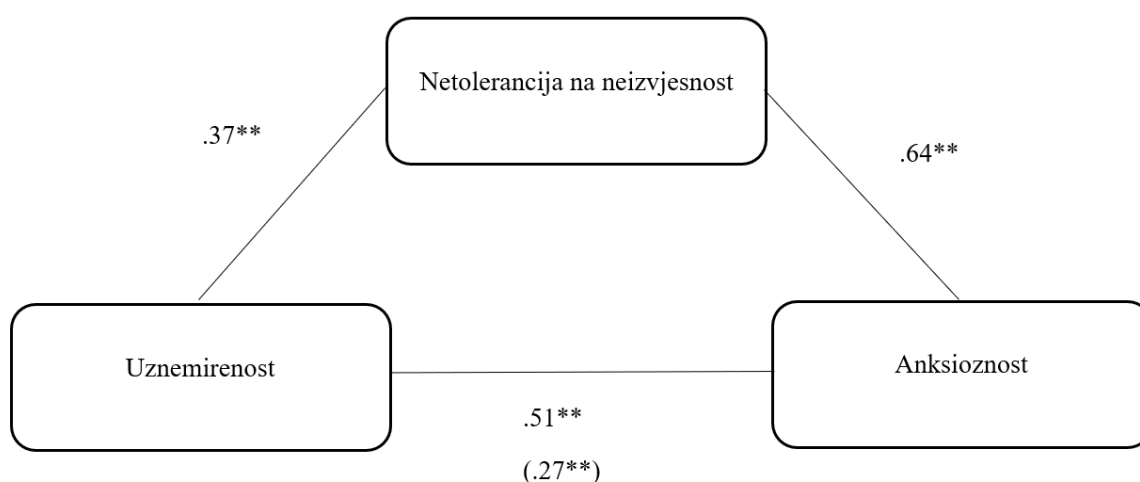 Netolerancija na neizvjesnost
.37**
.64**
Uznemirenost
Anksioznost
.51**
(.27**)